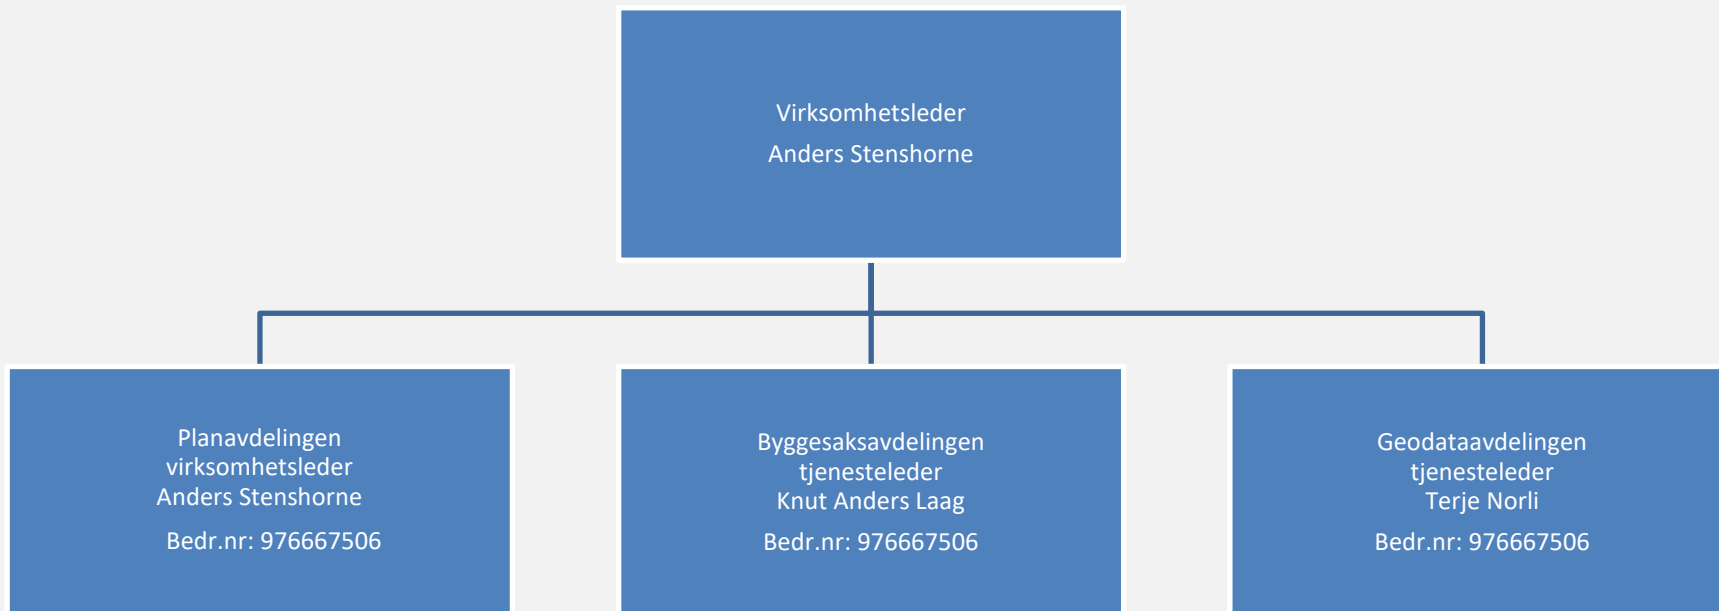 Virksomhetsleder
Anders Stenshorne
Planavdelingen
virksomhetsleder
Anders Stenshorne
Bedr.nr: 976667506
Byggesaksavdelingen
tjenesteleder
Knut Anders Laag
Bedr.nr: 976667506
Geodataavdelingen
tjenesteleder
Terje Norli
Bedr.nr: 976667506